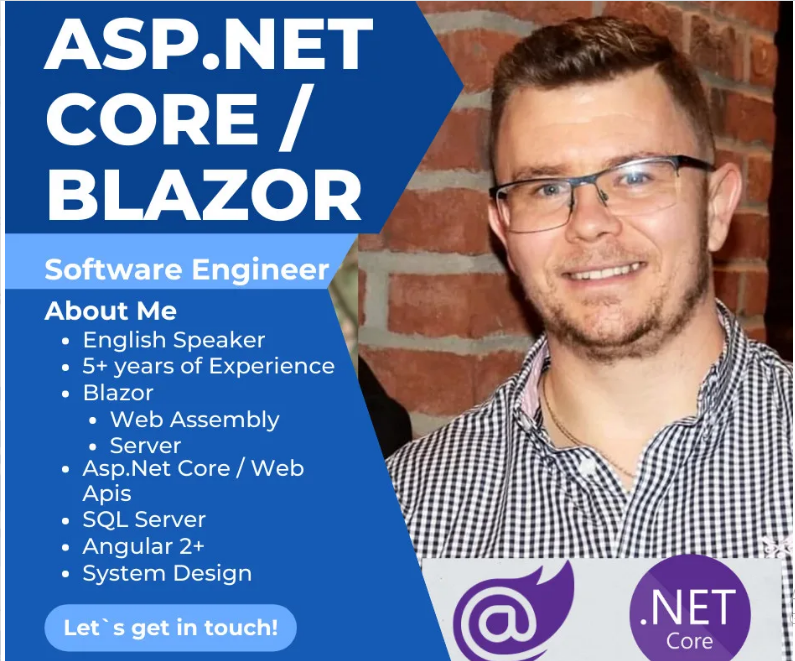 ASP.NET
CORE /
BLAZOR
Software Engineer
About Me
• English Speaker
• 5+ years of Experience
• Blazor
• Web Assembly
• Server
• Asp.Net Core / Web
Apis
• SQL Server
• Angular 2+
• System Design
Let`s get in touch!
@
.NET
Core